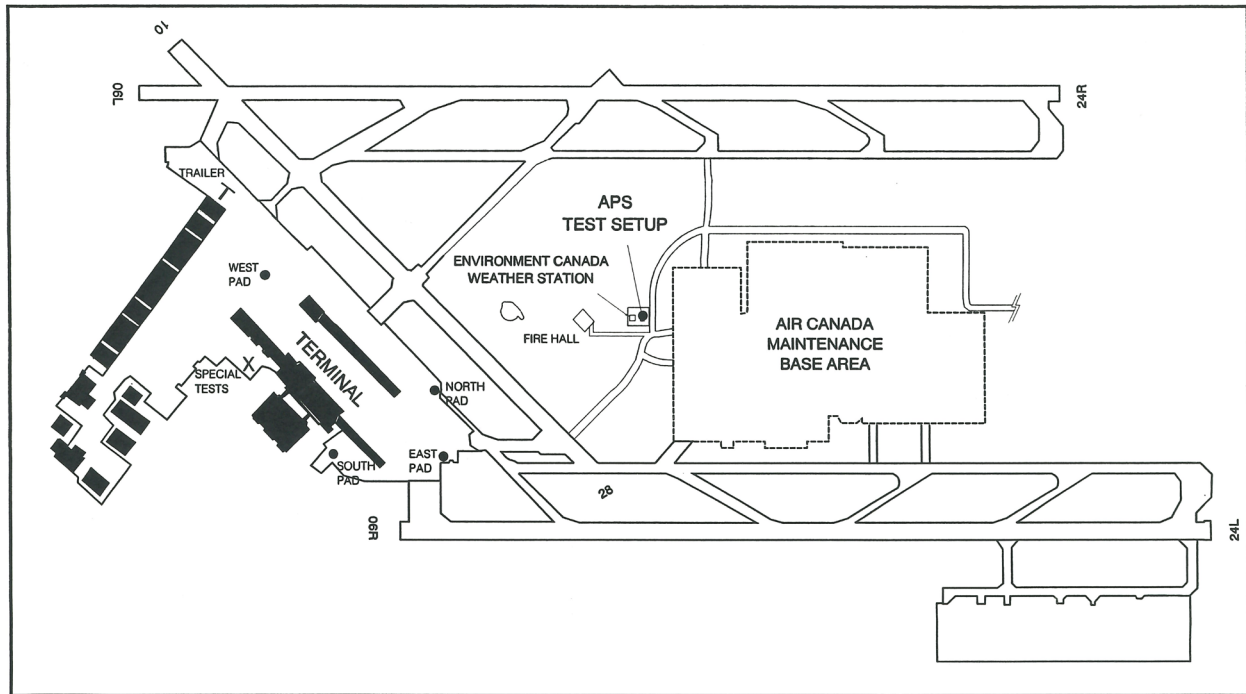 10
06L
24R
TRAILER
APS
TEST SETUP
ENVIRONMENT CANADA
WEATHER STATION
WEST
PAD
FIRE HALL
AIR CANADA
MAINTENANCE
BASE AREA
TERMINAL
SPECIAL
TESTS
X
NORTH
PAD
SOUTH
PAD
EAST
PAD
28
06R
24L